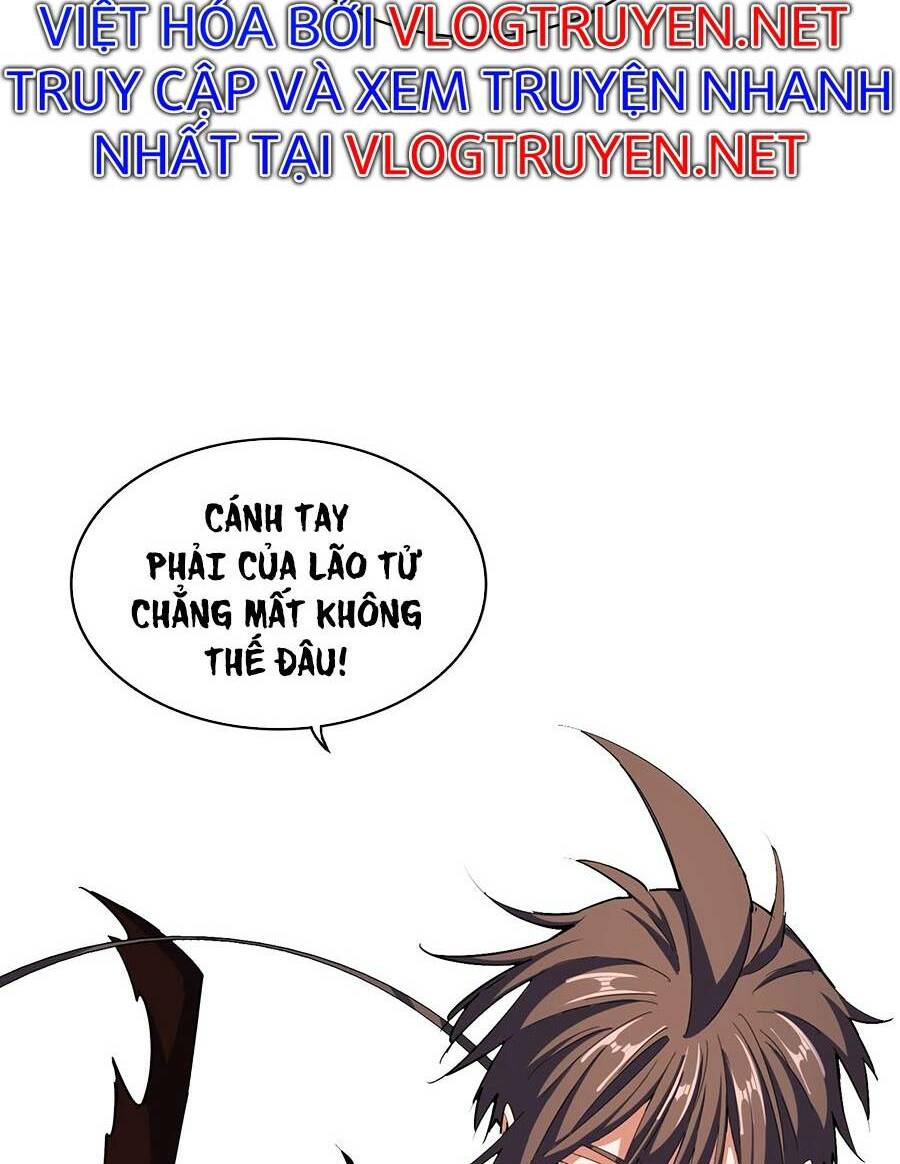 VIỆT HÓA BỞI VLOGTRUYEN.NET
TRUY CẬP VÀ XEM TRUYỆN NHANH
NHẤT TẠI VLOGTRUYEN.NET
CÁNH TAY
PHẢI CỦA LÃO TỬ
CHẲNG MẤT KHÔNG
THẾ ĐÂU!